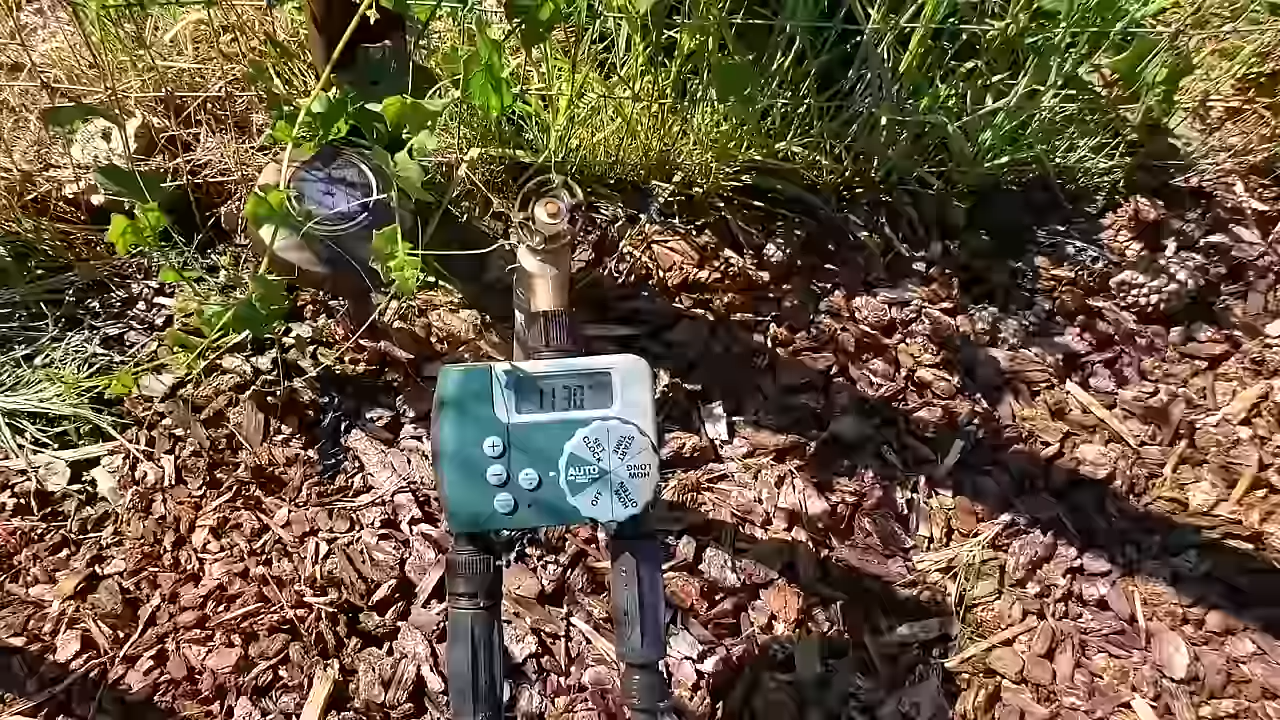 11:30
+
−
SET
CLOCK
START
TIME
HOW
LONG
HOW
OFTEN
OFF
AUTO